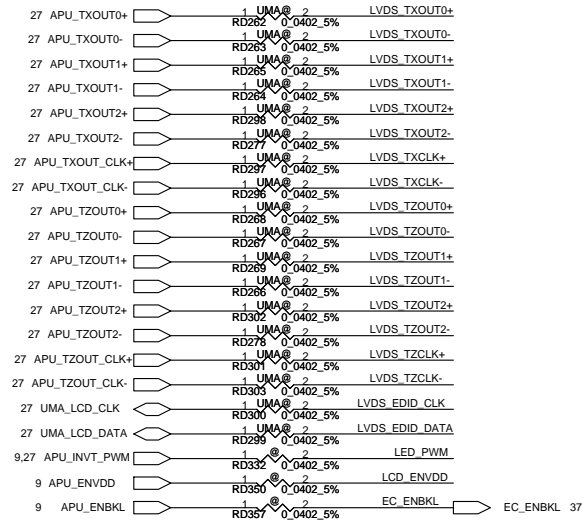 27 APU_TXOUT0+ 1 UMA@ 2 LVDS_TXOUT0+
RD262 0_0402_5%
27 APU_TXOUT0- 1 UMA@ 2 LVDS_TXOUT0-
RD263 0_0402_5%
27 APU_TXOUT1+ 1 UMA@ 2 LVDS_TXOUT1+
RD265 0_0402_5%
27 APU_TXOUT1- 1 UMA@ 2 LVDS_TXOUT1-
RD264 0_0402_5%
27 APU_TXOUT2+ 1 UMA@ 2 LVDS_TXOUT2+
RD298 0_0402_5%
27 APU_TXOUT2- 1 UMA@ 2 LVDS_TXOUT2-
RD277 0_0402_5%
27 APU_TXOUT_CLK+ 1 UMA@ 2 LVDS_TXCLK+
RD297 0_0402_5%
27 APU_TXOUT_CLK- 1 UMA@ 2 LVDS_TXCLK-
RD296 0_0402_5%
27 APU_TZOUT0+ 1 UMA@ 2 LVDS_TZOUT0+
RD268 0_0402_5%
27 APU_TZOUT0- 1 UMA@ 2 LVDS_TZOUT0-
RD267 0_0402_5%
27 APU_TZOUT1+ 1 UMA@ 2 LVDS_TZOUT1+
RD269 0_0402_5%
27 APU_TZOUT1- 1 UMA@ 2 LVDS_TZOUT1-
RD266 0_0402_5%
27 APU_TZOUT2+ 1 UMA@ 2 LVDS_TZOUT2+
RD302 0_0402_5%
27 APU_TZOUT2- 1 UMA@ 2 LVDS_TZOUT2-
RD278 0_0402_5%
27 APU_TZOUT_CLK+ 1 UMA@ 2 LVDS_TZCLK+
RD301 0_0402_5%
27 APU_TZOUT_CLK- 1 UMA@ 2 LVDS_TZCLK-
RD303 0_0402_5%
27 UMA_LCD_CLK 1 UMA@ 2 LVDS_EDID_CLK
RD300 0_0402_5%
27 UMA_LCD_DATA 1 UMA@ 2 LVDS_EDID_DATA
RD299 0_0402_5%
9,27 APU_INVT_PWM 1 @ 2 LED_PWM
RD332 0_0402_5%
9 APU_ENVDD 1 @ 2 LCD_ENVDD
RD350 0_0402_5%
9 APU_ENBKL 1 @ 2 EC_ENBKL EC_ENBKL 37
RD357 0_0402_5%